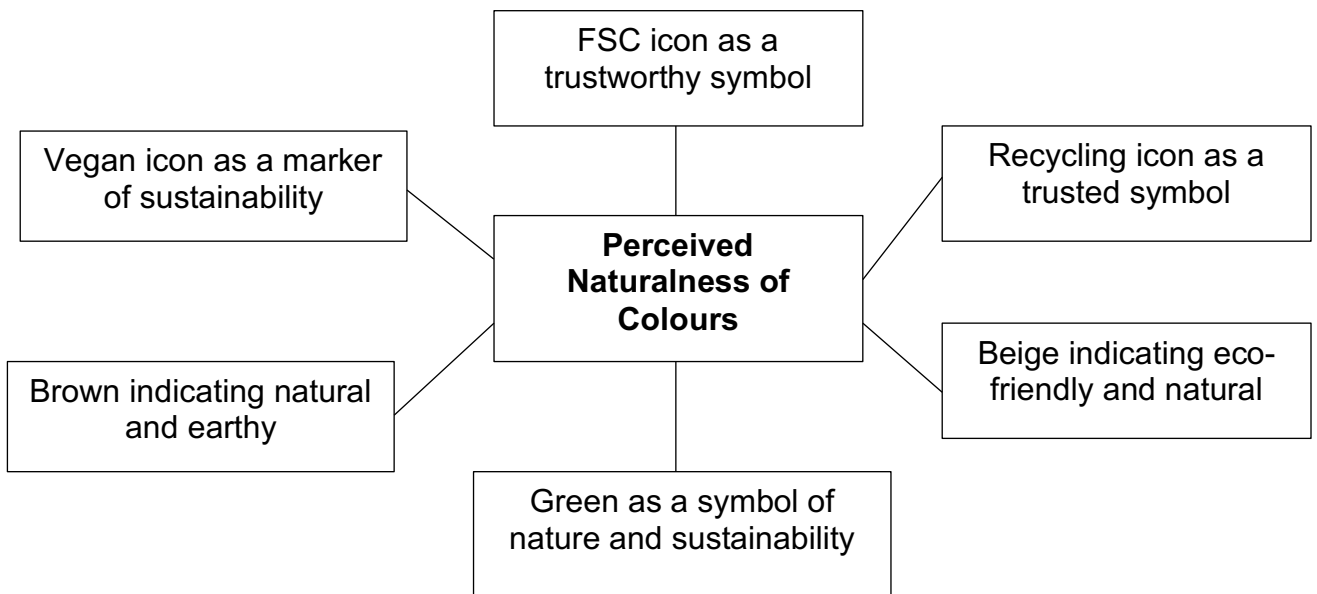 FSC icon as a
trustworthy symbol
Vegan icon as a marker
of sustainability
Recycling icon as a
trusted symbol
Perceived
Naturalness of
Colours
Brown indicating natural
and earthy
Beige indicating eco-
friendly and natural
Green as a symbol of
nature and sustainability